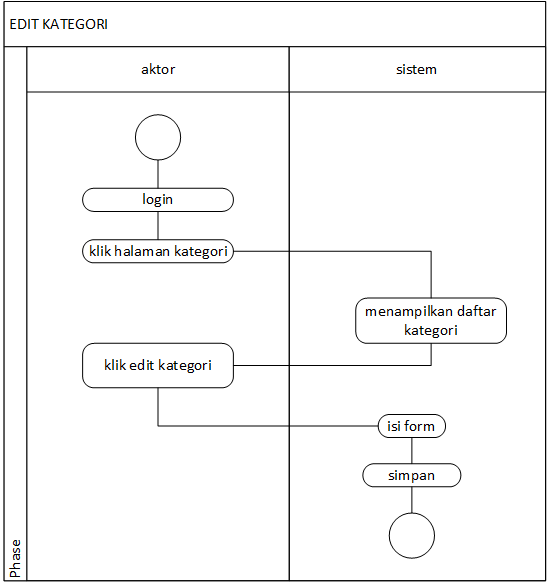 EDIT KATEGORI
aktor
sistem
login
klik halaman kategori
menampilkan daftar
kategori
klik edit kategori
isi form
simpan
Phase